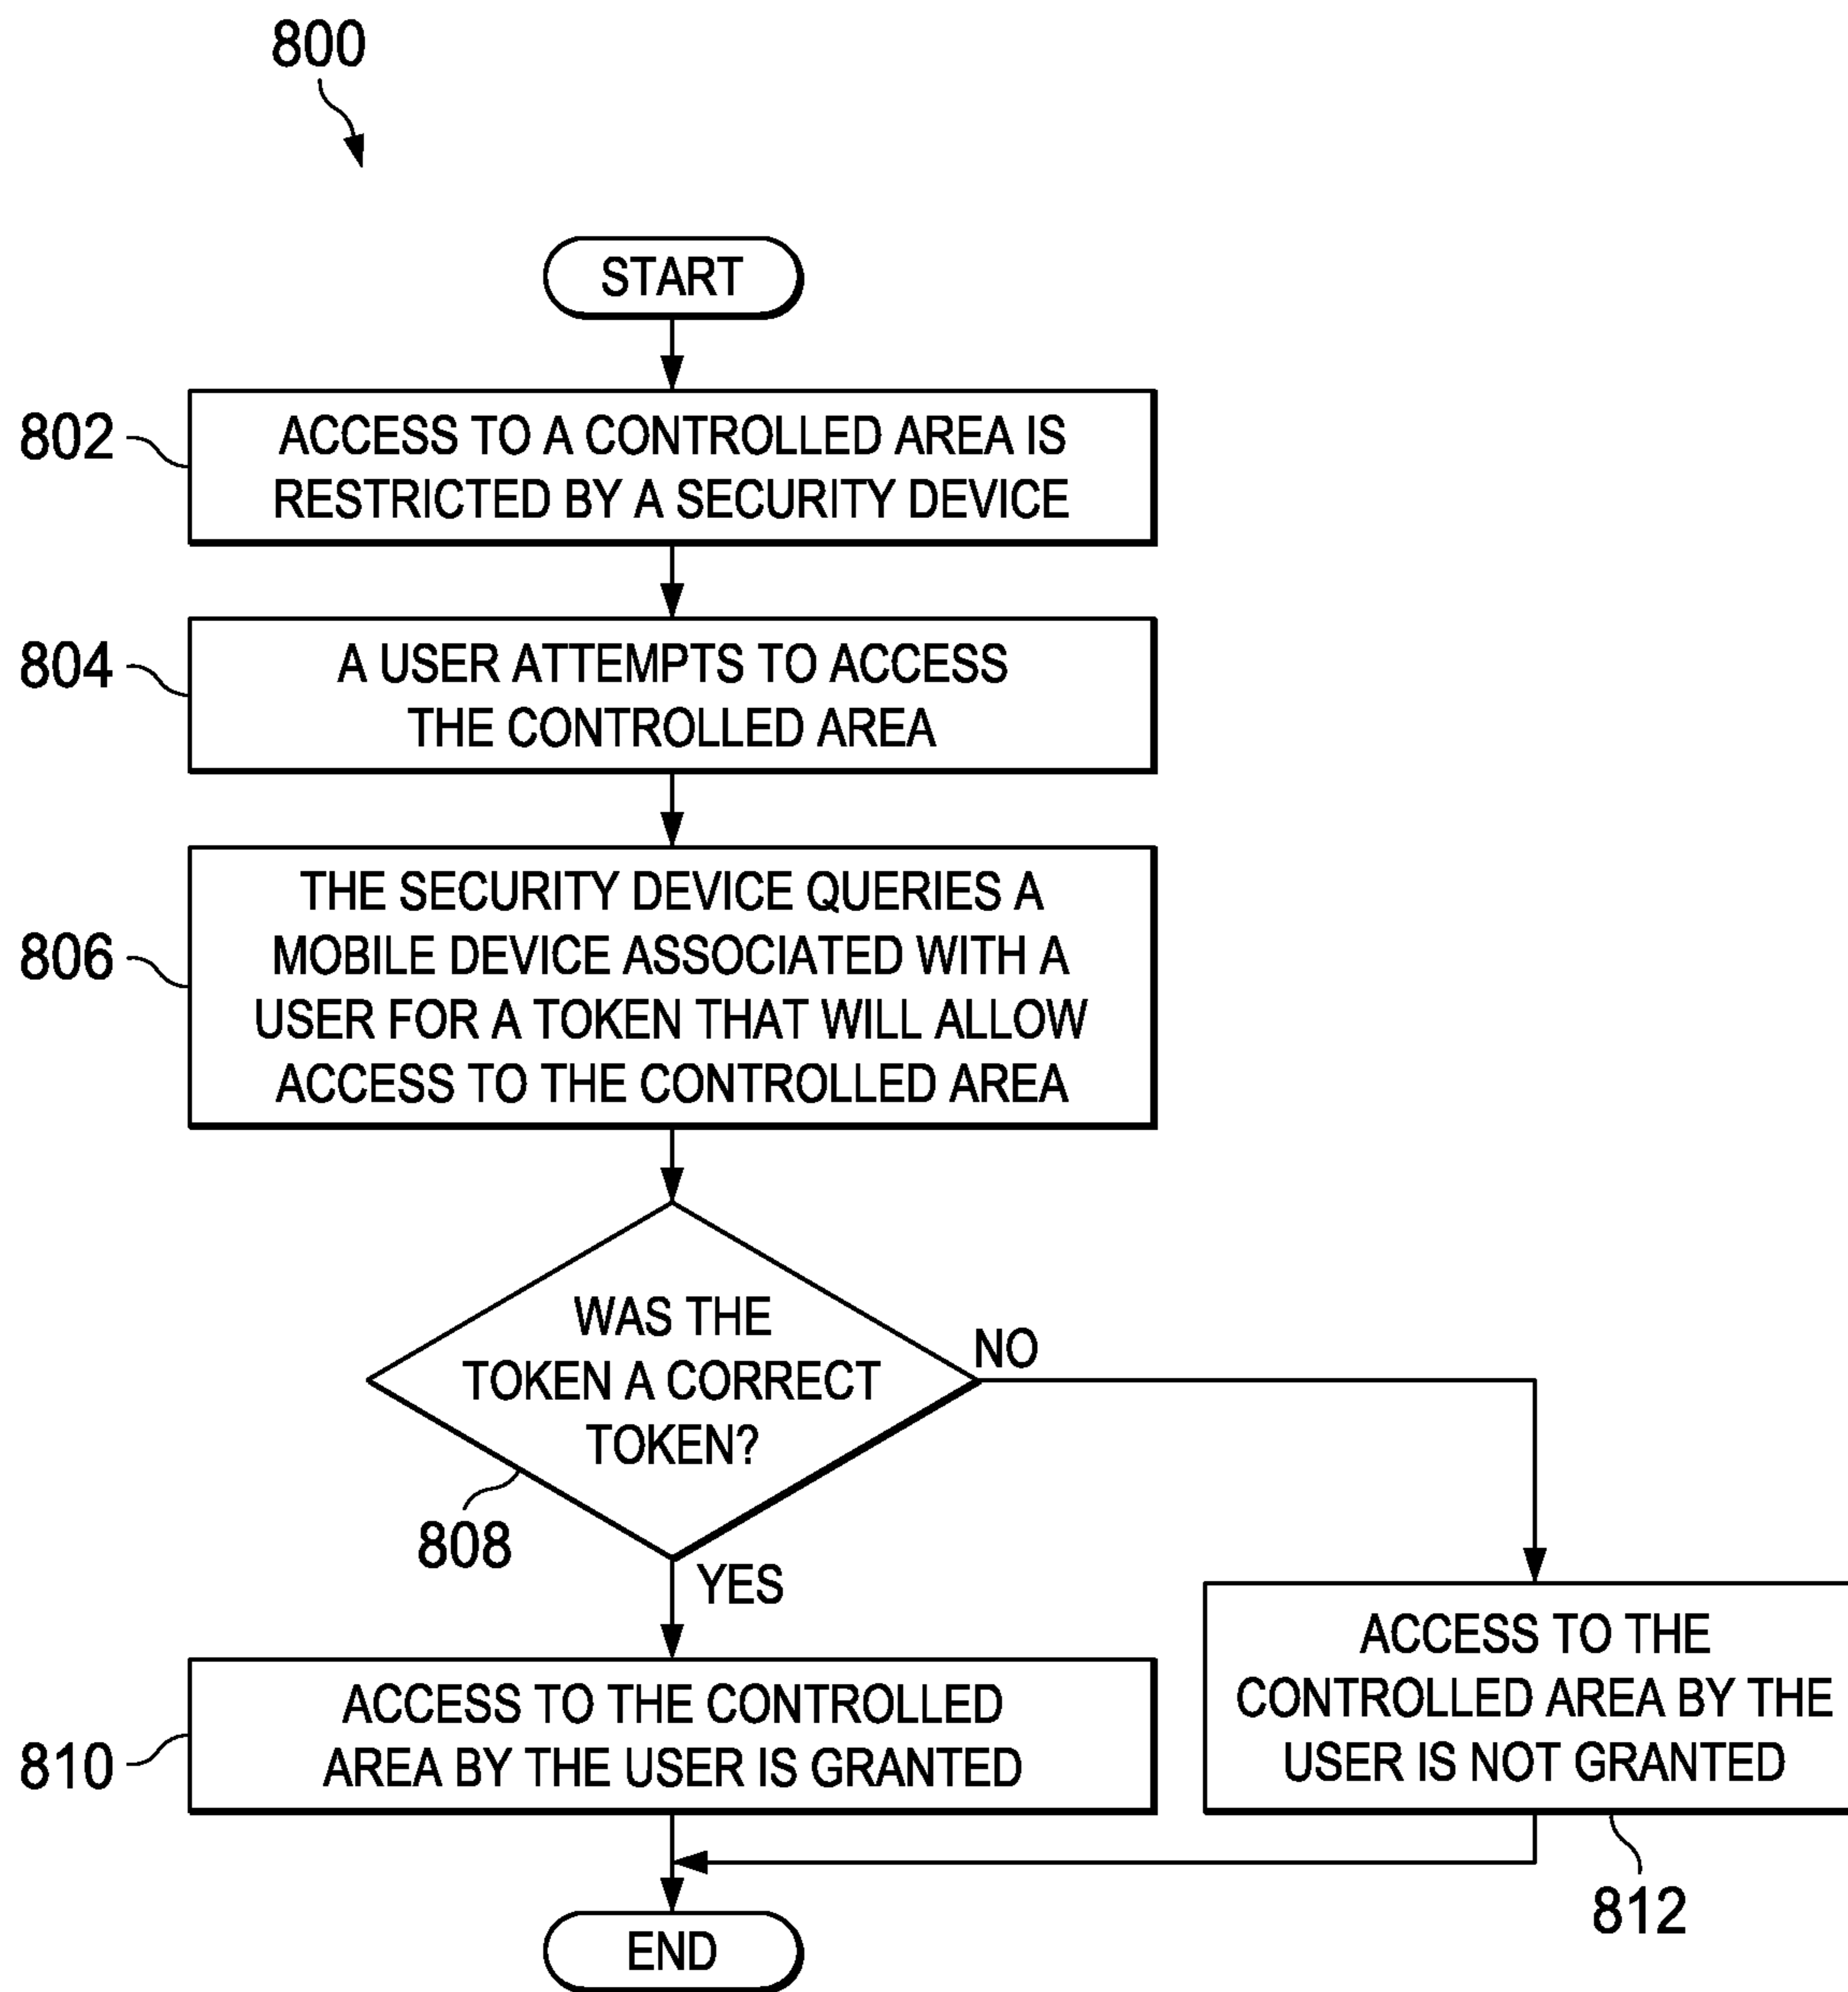 800
START
802
ACCESS TO A CONTROLLED AREA IS
RESTRICTED BY A SECURITY DEVICE
804
A USER ATTEMPTS TO ACCESS
THE CONTROLLED AREA
806
THE SECURITY DEVICE QUERIES A
MOBILE DEVICE ASSOCIATED WITH A
USER FOR A TOKEN THAT WILL ALLOW
ACCESS TO THE CONTROLLED AREA
WAS THE
TOKEN A CORRECT
TOKEN?
NO
808
YES
810
ACCESS TO THE CONTROLLED
AREA BY THE USER IS GRANTED
ACCESS TO THE
CONTROLLED AREA BY THE
USER IS NOT GRANTED
812
END